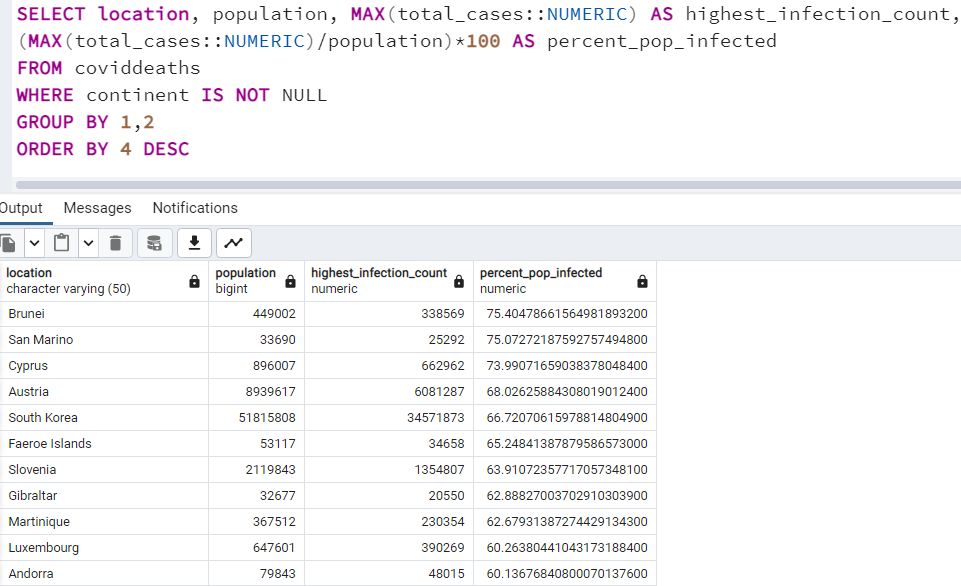 SELECT location, population, MAX(total_cases::NUMERIC) AS highest_infection_count,
(MAX(total_cases::NUMERIC)/population)*100 AS percent_pop_infected
FROM coviddeaths
WHERE continent IS NOT NULL
GROUP BY 1,2
ORDER BY 4 DESC
Output Messages Notifications
location population highest_infection_count percent_pop_infected
character varying (50) bigint numeric numeric
Brunei 449002 338569 75.40478661564981893200
San Marino 33690 25292 75.07272187592757494800
Cyprus 896007 662962 73.99071659038378048400
Austria 8939617 6081287 68.02625884308019012400
South Korea 51815808 34571873 66.72070615978814804900
Faeroe Islands 53117 34658 65.24841387879586573000
Slovenia 2119843 1354807 63.91072357717057348100
Gibraltar 32677 20550 62.88827003702910303900
Martinique 367512 230354 62.67931387274429134300
Luxembourg 647601 390269 60.26380441043173188400
Andorra 79843 48015 60.13676840800070137600